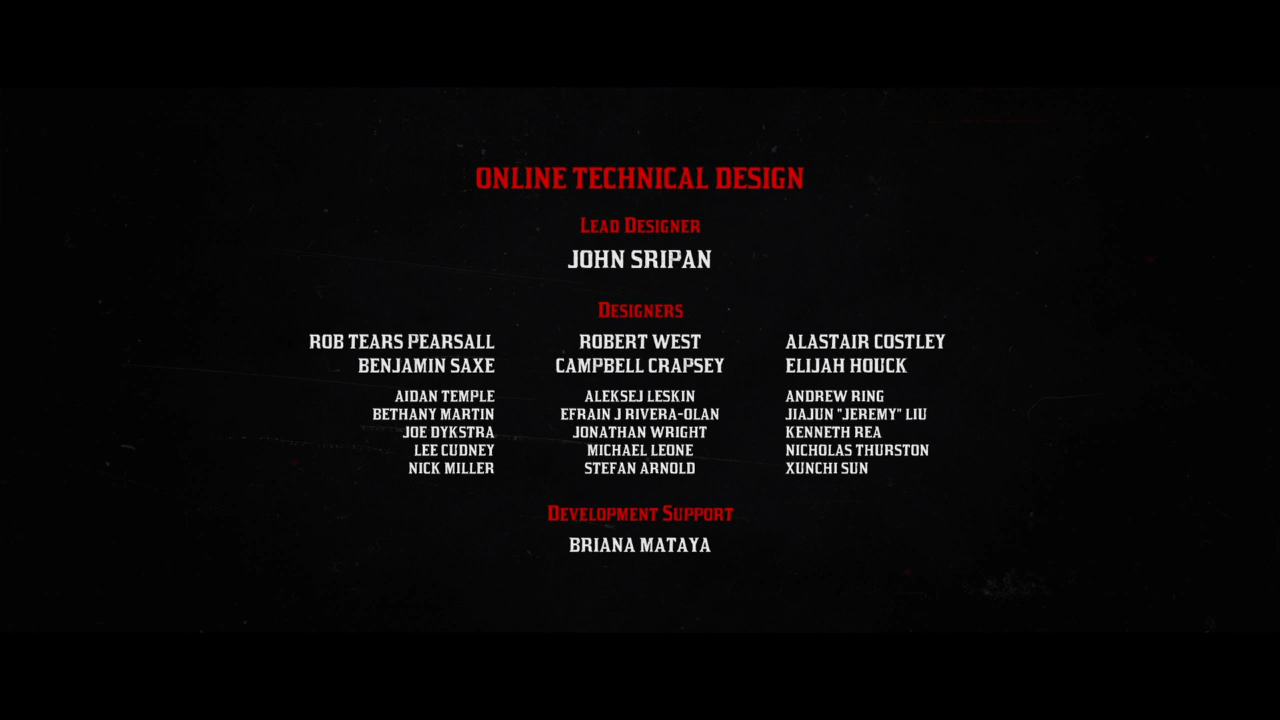 ONLINE TECHNICAL DESIGN
LEAD DESIGNER
JOHN SRIPAN
DESIGNERS
ROB TEARS PEARSALL ROBERT WEST ALASTAIR COSTLEY
BENJAMIN SAXE CAMPBELL CRAPSEY ELIJAH HOUCK
AIDAN TEMPLE ALEKSEJ LESKIN ANDREW RING
BETHANY MARTIN EFRAIN J RIVERA-OLAN JIAJUN "JEREMY" LIU
JOE DYKSTRA JONATHAN WRIGHT KENNETH REA
LEE CUDNEY MICHAEL LEONE NICHOLAS THURSTON
NICK MILLER STEFAN ARNOLD XUNCHI SUN
DEVELOPMENT SUPPORT
BRIANA MATAYA